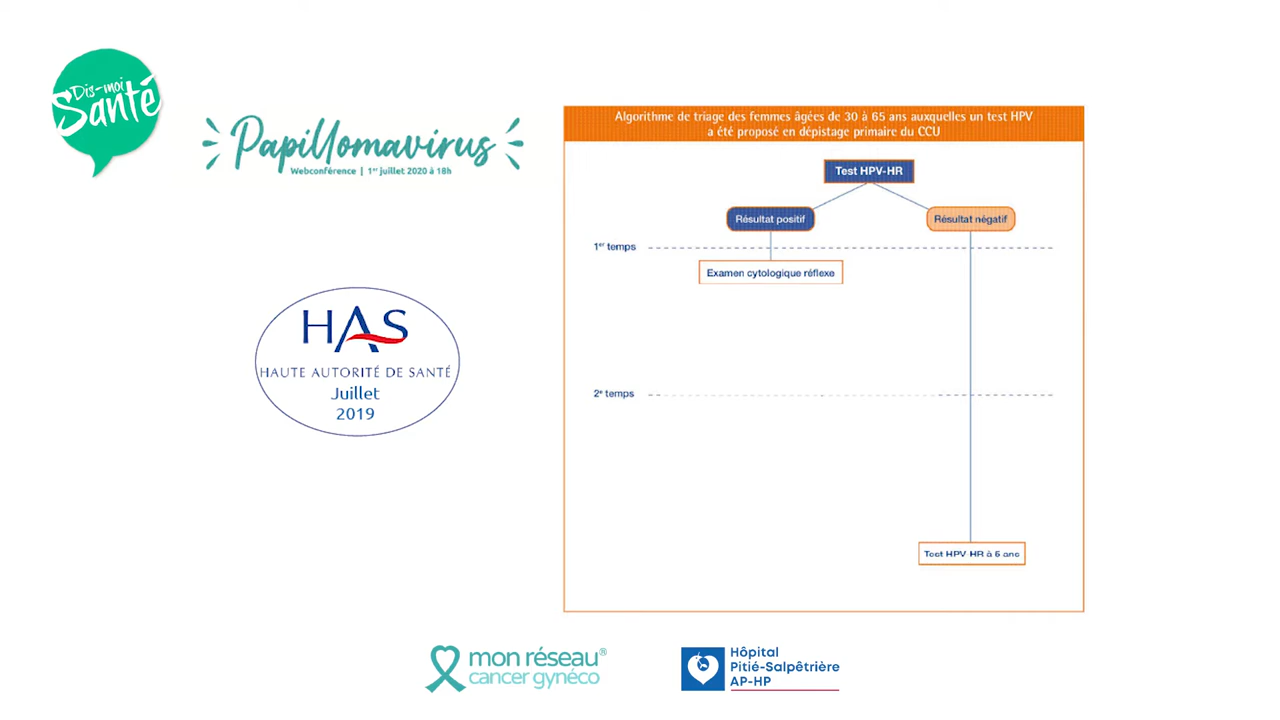 Dis-moi
Santé
Papillomavirus
Webconférence | 1er juillet 2020 à 18h
HAS
HAUTE AUTORITÉ DE SANTÉ
Juillet
2019
Algorithme de triage des femmes âgées de 30 à 65 ans auxquelles un test HPV
a été proposé en dépistage primaire du CCU
Test HPV-HR
Résultat positif
Résultat négatif
1er temps
Examen cytologique réflexe
2e temps
Test HPV HR à 5 ans
mon réseau®
cancer gynéco
Hôpital
Pitié-Salpêtrière
AP-HP